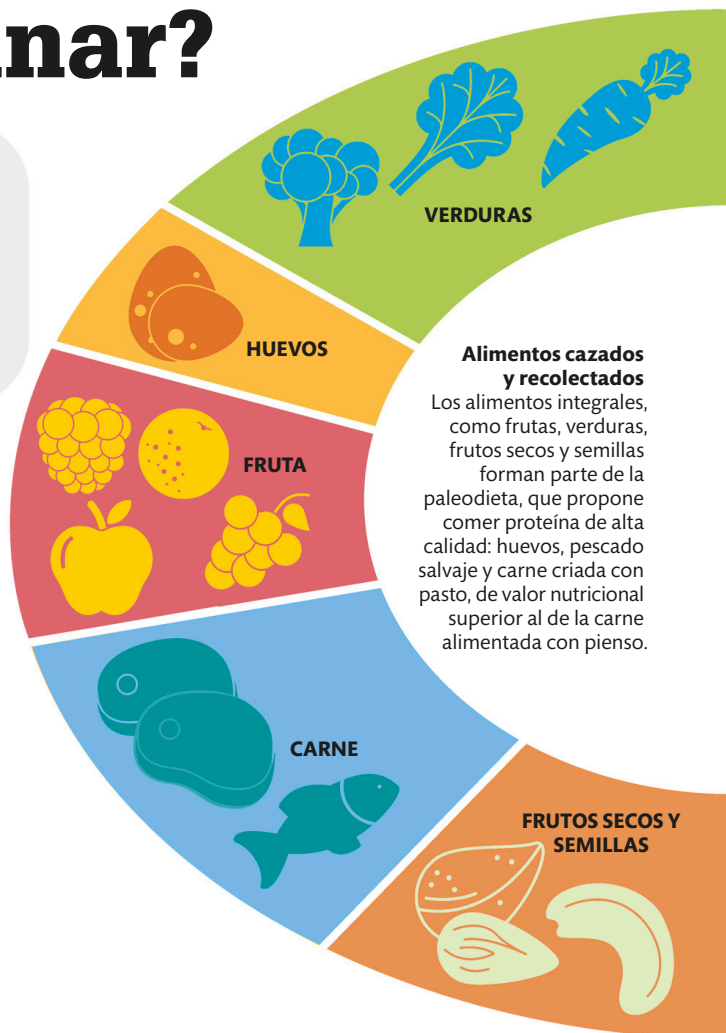 inar?
VERDURAS
HUEVOS
FRUTA
CARNE
FRUTOS SECOS Y
SEMILLAS
Alimentos cazados
y recolectados
Los alimentos integrales,
como frutas, verduras,
frutos secos y semillas
forman parte de la
paleodieta, que propone
comer proteína de alta
calidad: huevos, pescado
salvaje y carne criada con
pasto, de valor nutricional
superior al de la carne
alimentada con pienso.